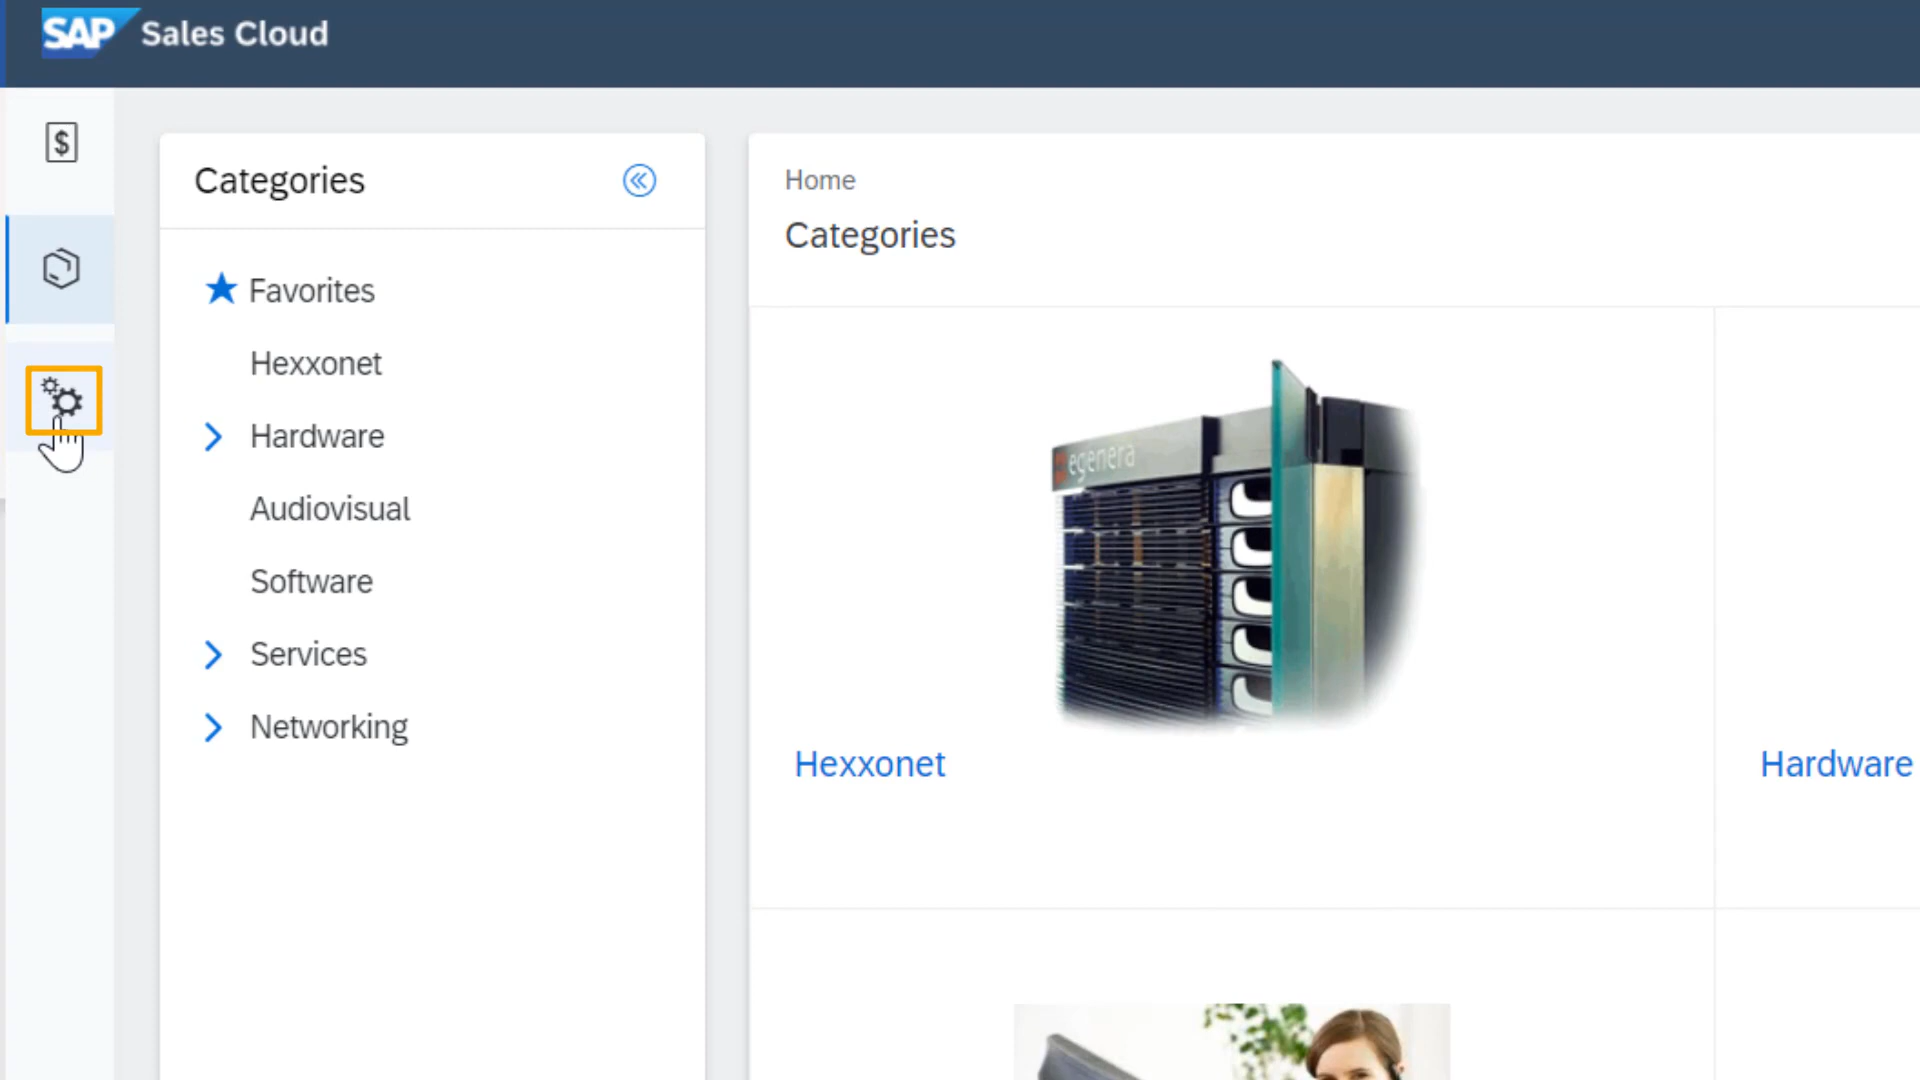 SAP Sales Cloud
$
Categories
Favorites
Hexxonet
Hardware
Audiovisual
Software
Services
Networking
Home
Categories
egenera
Hexxonet
Hardware